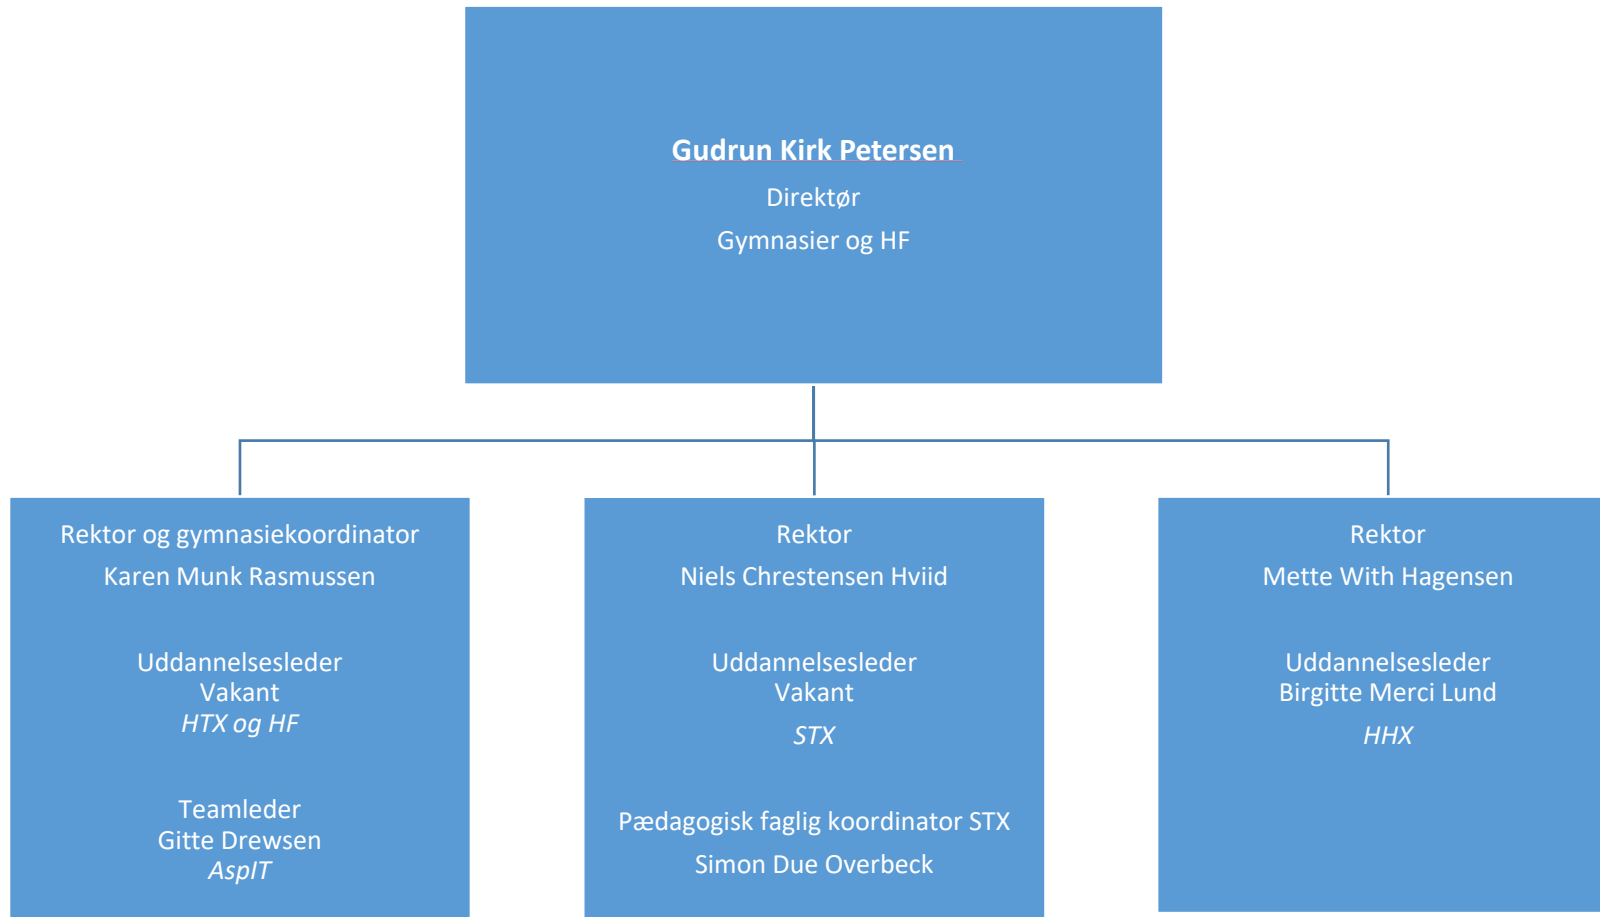 Gudrun Kirk Petersen
Direktør
Gymnasier og HF
Rektor og gymnasiekoordinator
Karen Munk Rasmussen
Uddannelsesleder
Vakant
HTX og HF
Teamleder
Gitte Drewsen
AspIT
Rektor
Niels Chrestensen Hviid
Uddannelsesleder
Vakant
STX
Pædagogisk faglig koordinator STX
Simon Due Overbeck
Rektor
Mette With Hagensen
Uddannelsesleder
Birgitte Merci Lund
HHX